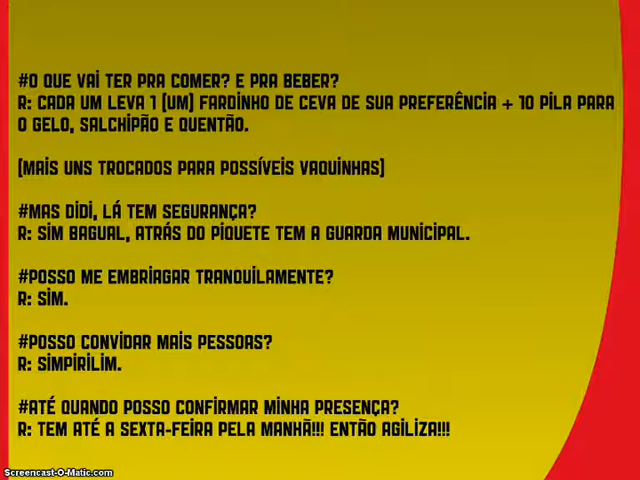 #O QUE VAI TER PRA COMER? E PRA BEBER?
R: CADA UM LEVA 1 (UM) FARDINHO DE CEVA DE SUA PREFERÊNCIA + 10 PILA PARA
O GELO, SALCHIPÃO E QUENTÃO.
(MAIS UNS TROCADOS PARA POSSÍVEIS VAQUINHAS)
#MAS DIDI, LÁ TEM SEGURANÇA?
R: SIM BAGUAL, ATRÁS DO PIQUETE TEM A GUARDA MUNICIPAL.
#POSSO ME EMBRIAGAR TRANQUILAMENTE?
R: SIM.
#POSSO CONVIDAR MAIS PESSOAS?
R: SIMPIRILIM.
#ATÉ QUANDO POSSO CONFIRMAR MINHA PRESENÇA?
R: TEM ATÉ A SEXTA-FEIRA PELA MANHÃ!!! ENTÃO AGILIZA!!!
Screencast-O-Matic.com